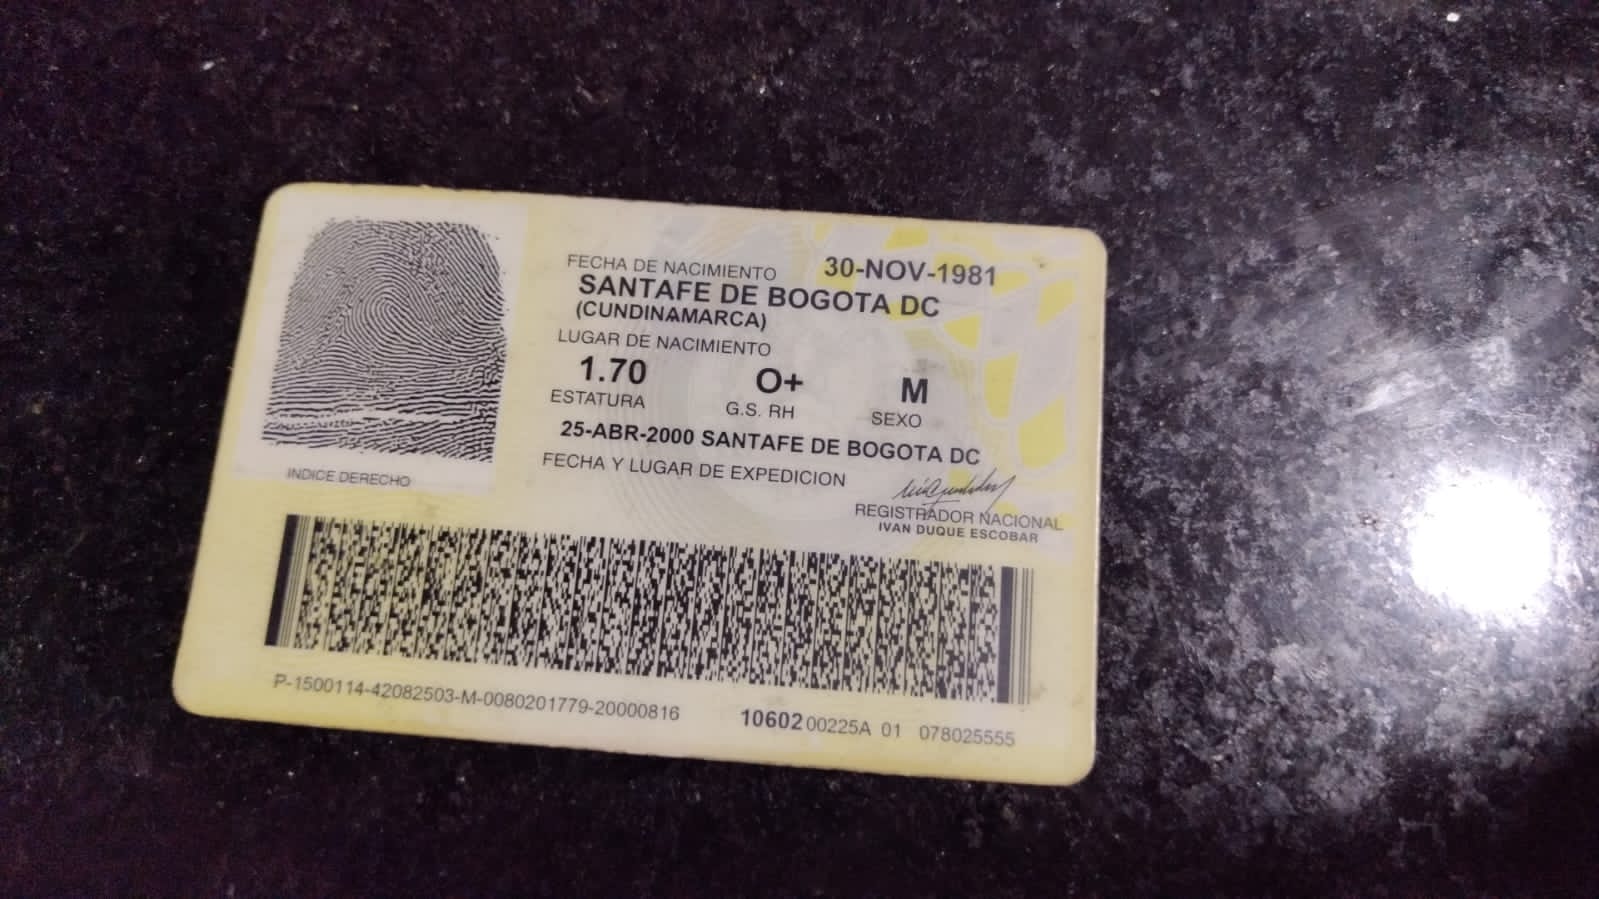 FECHA DE NACIMIENTO 30-NOV-1981
SANTAFE DE BOGOTA DC
(CUNDINAMARCA)
LUGAR DE NACIMIENTO
1.70 O+ M
ESTATURA G.S. RH SEXO
25-ABR-2000 SANTAFE DE BOGOTA DC
FECHA Y LUGAR DE EXPEDICION
INDICE DERECHO
REGISTRADOR NACIONAL
IVAN DUQUE ESCOBAR
P-1500114-42082503-M-0080201779-20000816 1060200225A 01 078025555